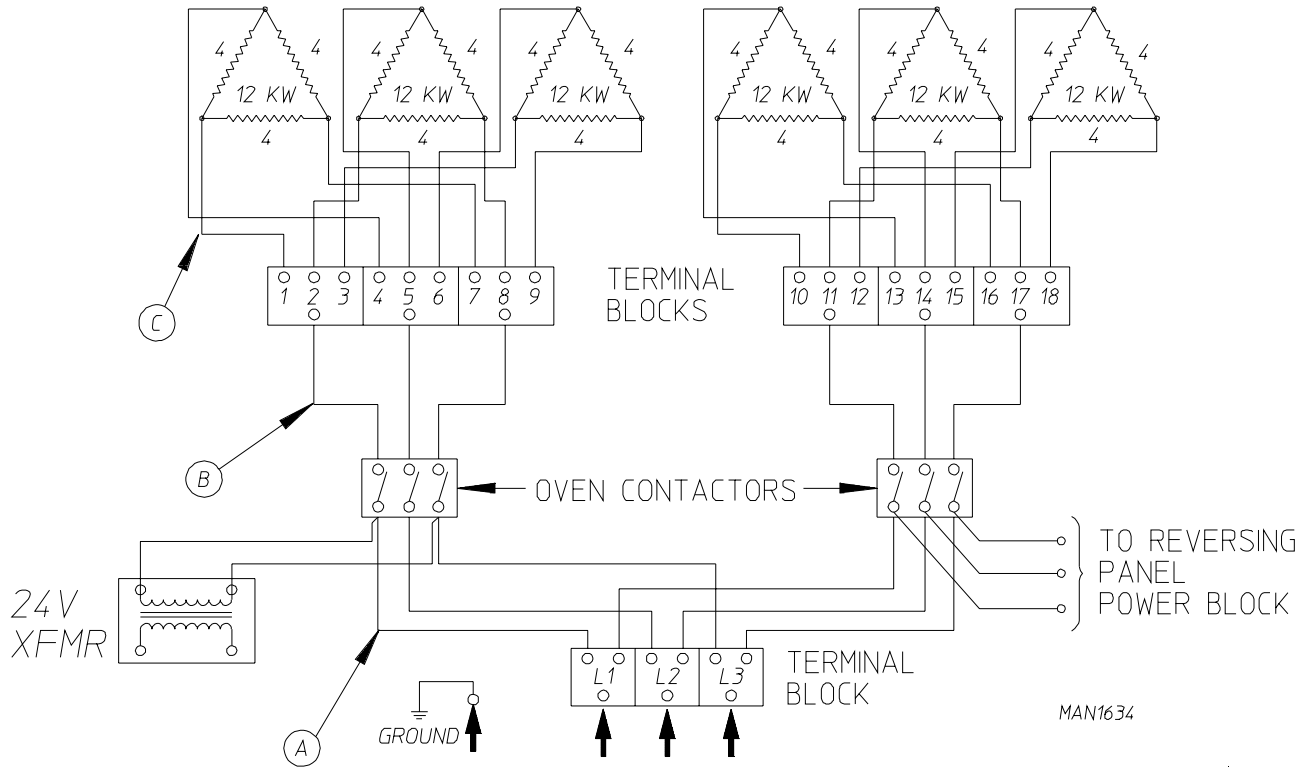 4 4 4 4 4 4 4 4 4 4 4 4
12 KW 12 KW 12 KW 12 KW 12 KW 12 KW
4 4 4 4 4 4
TERMINAL
BLOCKS
1 2 3 4 5 6 7 8 9 10 11 12 13 14 15 16 17 18
C
B
OVEN CONTACTORS
TO REVERSING
PANEL
POWER BLOCK
24V
XFMR
TERMINAL
BLOCK
L1 L2 L3
GROUND
A
MAN1634